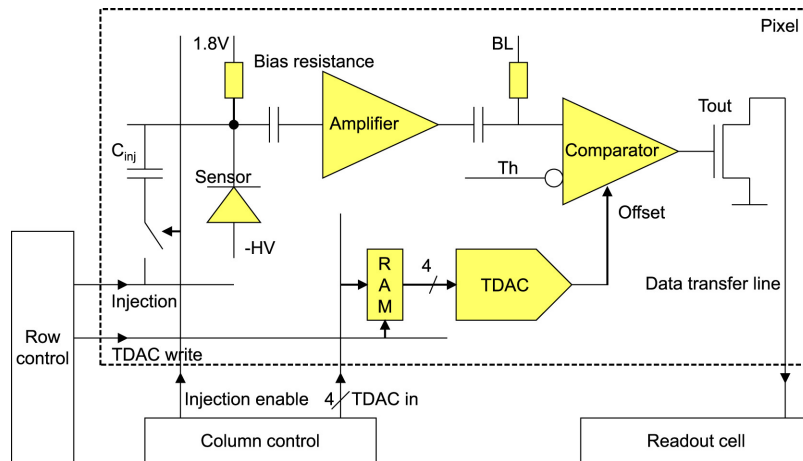 Pixel
1.8V
BL
Bias resistance
Tout
Amplifier
Cinj
Comparator
Sensor
Th
Offset
-HV
R
A
M
4
TDAC
Injection
Data transfer line
Row
control
TDAC write
Injection enable
4
TDAC in
Column control
Readout cell